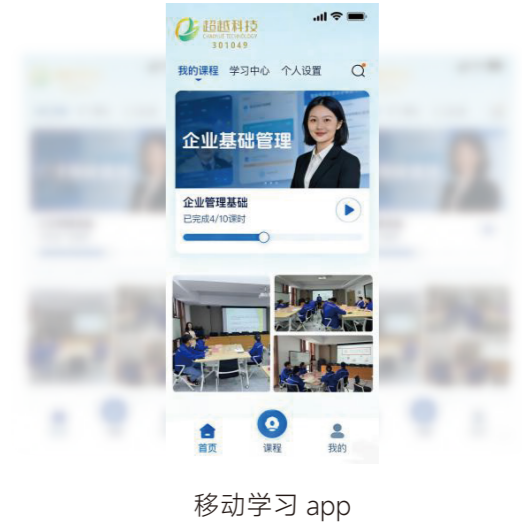 超越科技
301049
我的课程 学习中心 个人设置
企业基础管理
企业管理基础
已完成4/10课时
首页 课程 我的
移动学习 app